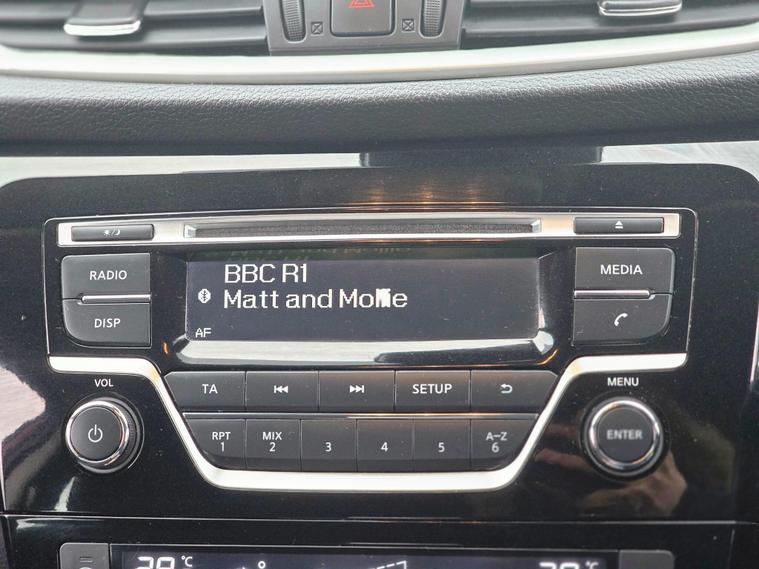 RADIO
DISP
BBC R1
Matt and Mollie
AF
MEDIA
VOL
TA
SETUP
MENU
RPT
1
MIX
2
3
4
5
A–Z
6
ENTER
°C
°C